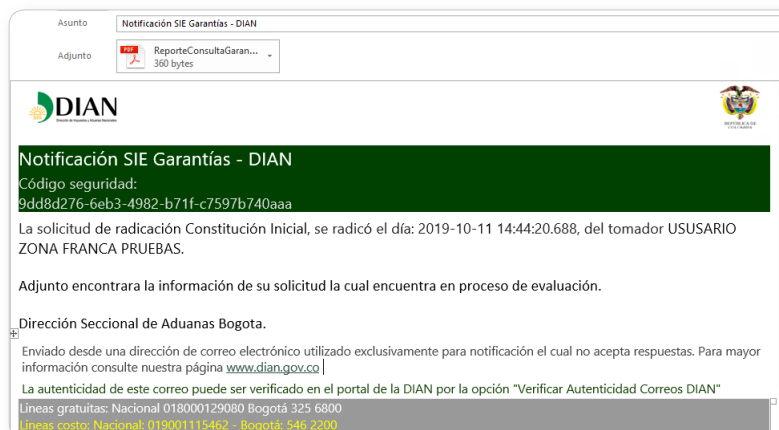 Asunto
Notificación SIE Garantías - DIAN
Adjunto
ReporteConsultaGaran...
360 bytes
PDF
DIAN
Notificación SIE Garantías - DIAN
Código seguridad:
9dd8d276-6eb3-4982-b71f-c7597b740aaa
La solicitud de radicación Constitución Inicial, se radicó el día: 2019-10-11 14:44:20.688, del tomador USUSARIO
ZONA FRANCA PRUEBAS.
Adjunto encontrara la información de su solicitud la cual encuentra en proceso de evaluación.
Dirección Seccional de Aduanas Bogota.
Enviado desde una dirección de correo electrónico utilizado exclusivamente para notificación el cual no acepta respuestas. Para mayor
información consulte nuestra página www.dian.gov.co
La autenticidad de este correo puede ser verificado en el portal de la DIAN por la opción "Verificar Autenticidad Correos DIAN"
Líneas gratuitas: Nacional 018000129080 Bogotá 325 6800
Líneas costo: Nacional: 019001115462 - Bogotá: 546 2200